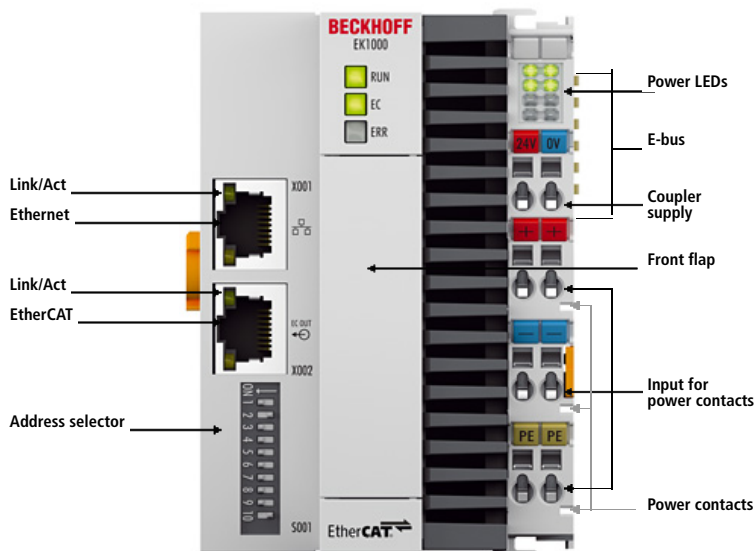 BECKHOFF
EK1000
RUN
EC
ERR
Power LEDs
E-bus
24V 0V
Link/Act
X001
Coupler
supply
Ethernet
+ +
Front flap
Link/Act
EtherCAT
EC OUT
X002
— —
Input for
power contacts
ON
1
2
3
4
5
6
7
8
9
10
Address selector
PE PE
S001
EtherCAT®
Power contacts